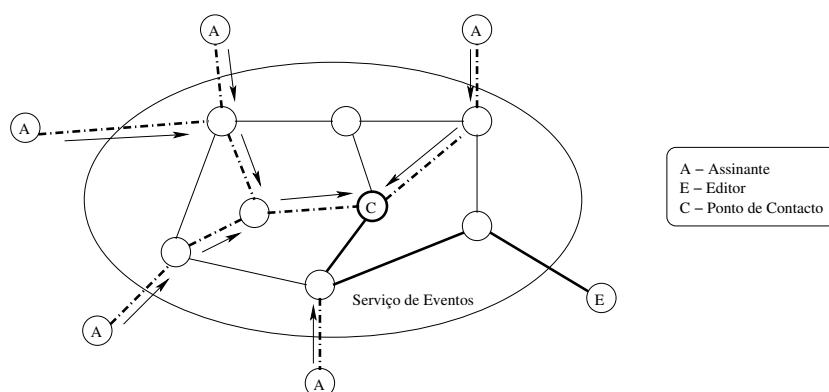 A
A
A
A − Assinante
E − Editor
C − Ponto de Contacto
C
Serviço de Eventos
E
A
A